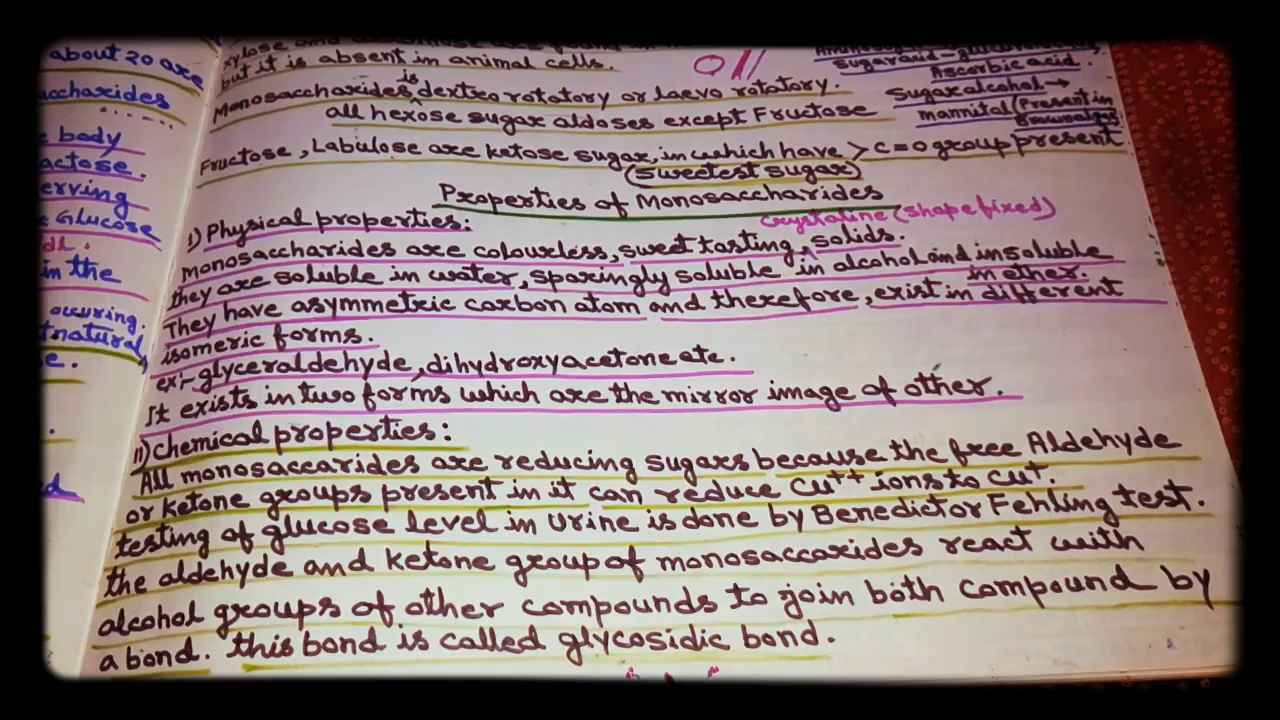 about 20 are
accharides
body
actose.
erving
Glucose
dl.
in the
occuring.
natural
e.
xylose and
but it is absent in animal cells.
Monosaccharides is dextro rotatory or laevo rotatory.
all hexose sugar aldoses except Fructose
Fructose, Labulose are ketose sugar, in which have > C=O group present
(sweetest sugar)
Ascorbic acid.
Sugar alcohol →
mannital (Present in
Properties of Monosaccharides
i) Physical properties:
crystaline (shape fixed)
Monosaccharides are colourless, sweet tasting, solids.
they are soluble in water, sparingly soluble in alcohol and insoluble
in ether.
They have asymmetric carbon atom and therefore, exist in different
isomeric forms.
ex:- glyceraldehyde, dihydroxyacetone etc.
It exists in two forms which are the mirror image of other.
ii) Chemical properties:
All monosaccarides are reducing sugars because the free Aldehyde
or ketone groups present in it can reduce Cu++ ions to Cu+.
testing of glucose level in Urine is done by Benedict or Fehling test.
the aldehyde and ketone group of monosaccarides react with
alcohol groups of other compounds to join both compound by
a bond. this bond is called glycosidic bond.